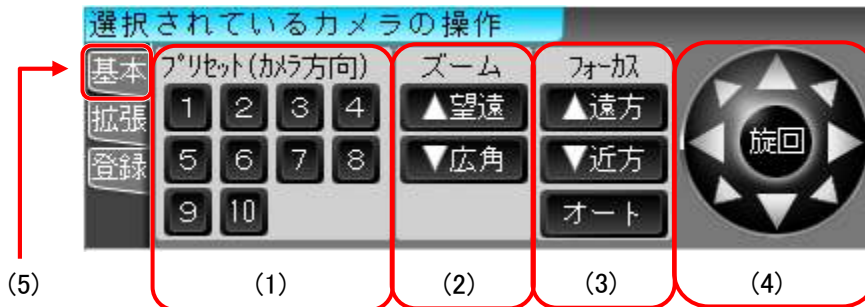 選択されているカメラの操作
基本
拡張
登録
プリセット(カメラ方向)
1 2 3 4
5 6 7 8
9 10
ズーム
▲望遠
▼広角
フォーカス
▲遠方
▼近方
オート
旋回
(5) (1) (2) (3) (4)